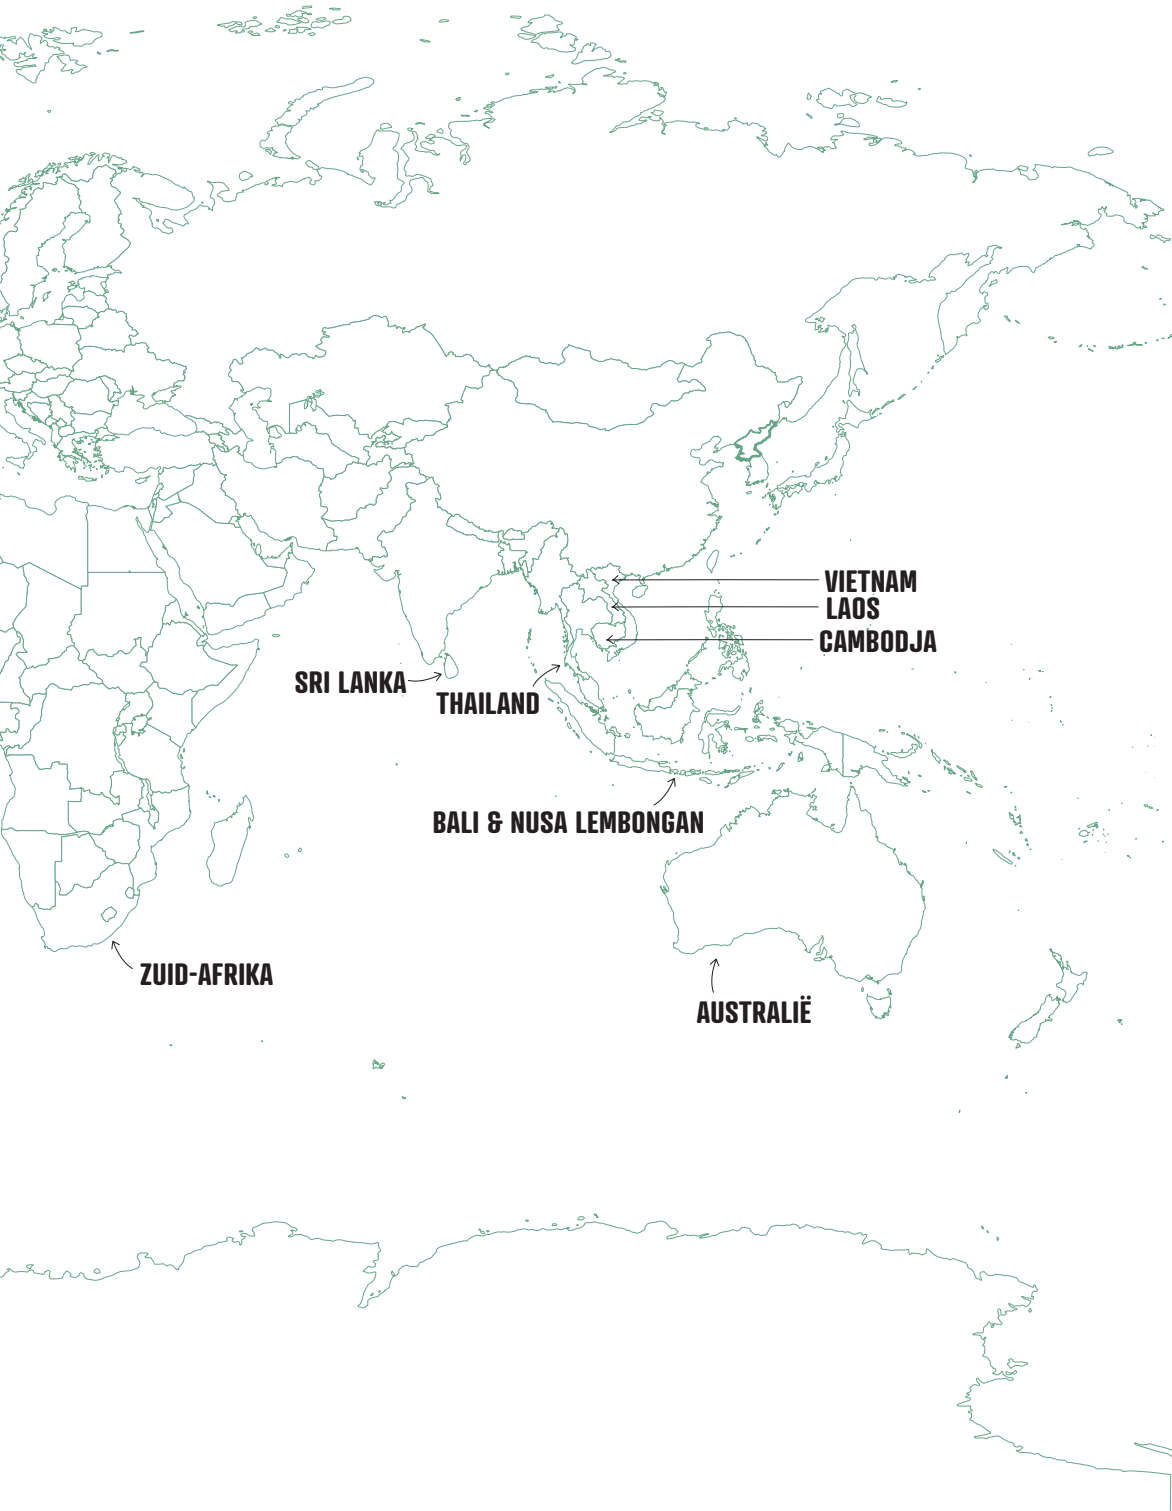 VIETNAM
LAOS
CAMBODJA
SRI LANKA
THAILAND
BALI & NUSA LEMBONGAN
ZUID-AFRIKA
AUSTRALIË